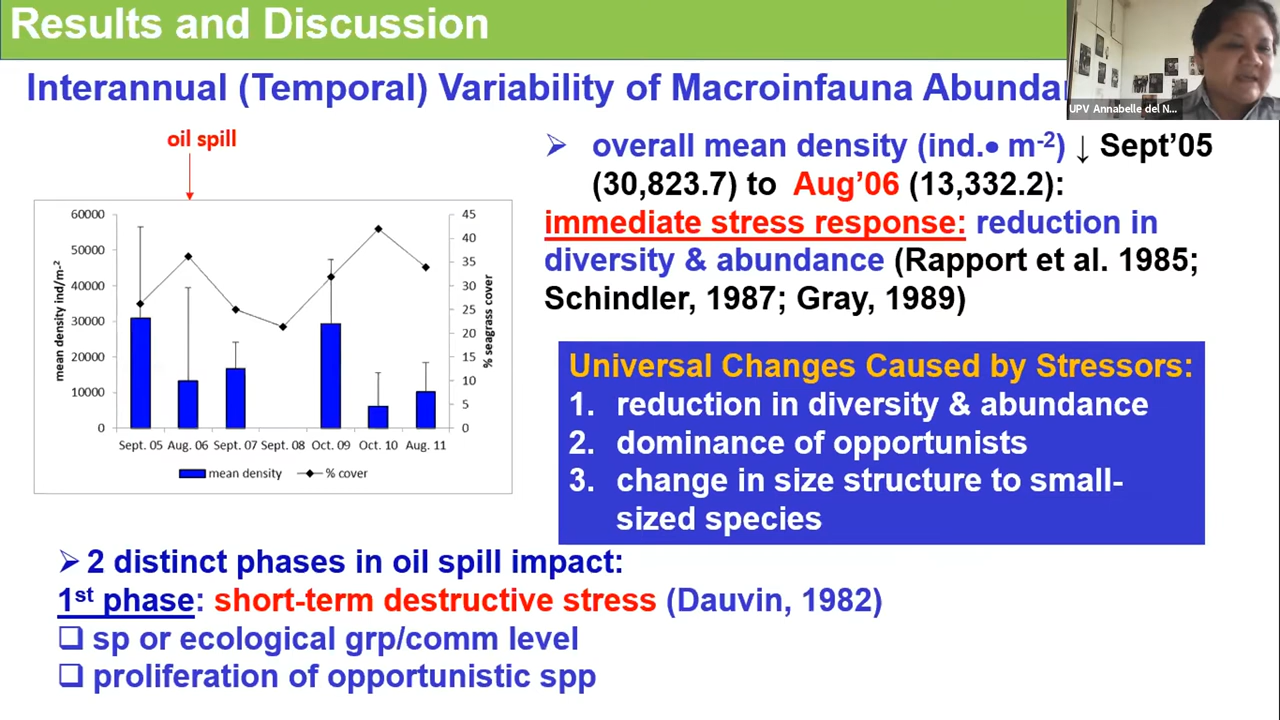 Results and Discussion
Interannual (Temporal) Variability of Macroinfauna Abunda
UPV Annabelle del N...
oil spill
60000
50000
40000
30000
20000
10000
0
mean density ind/m-²
45
40
35
30
25
20
15
10
5
0
% seagrass cover
Sept. 05 Aug. 06 Sept. 07 Sept. 08 Oct. 09 Oct. 10 Aug. 11
mean density % cover
➢ overall mean density (ind.• m-²) ↓ Sept’05
(30,823.7) to Aug’06 (13,332.2):
immediate stress response: reduction in
diversity & abundance (Rapport et al. 1985;
Schindler, 1987; Gray, 1989)
Universal Changes Caused by Stressors:
1. reduction in diversity & abundance
2. dominance of opportunists
3. change in size structure to small-
sized species
➢ 2 distinct phases in oil spill impact:
1st phase: short-term destructive stress (Dauvin, 1982)
❑ sp or ecological grp/comm level
❑ proliferation of opportunistic spp